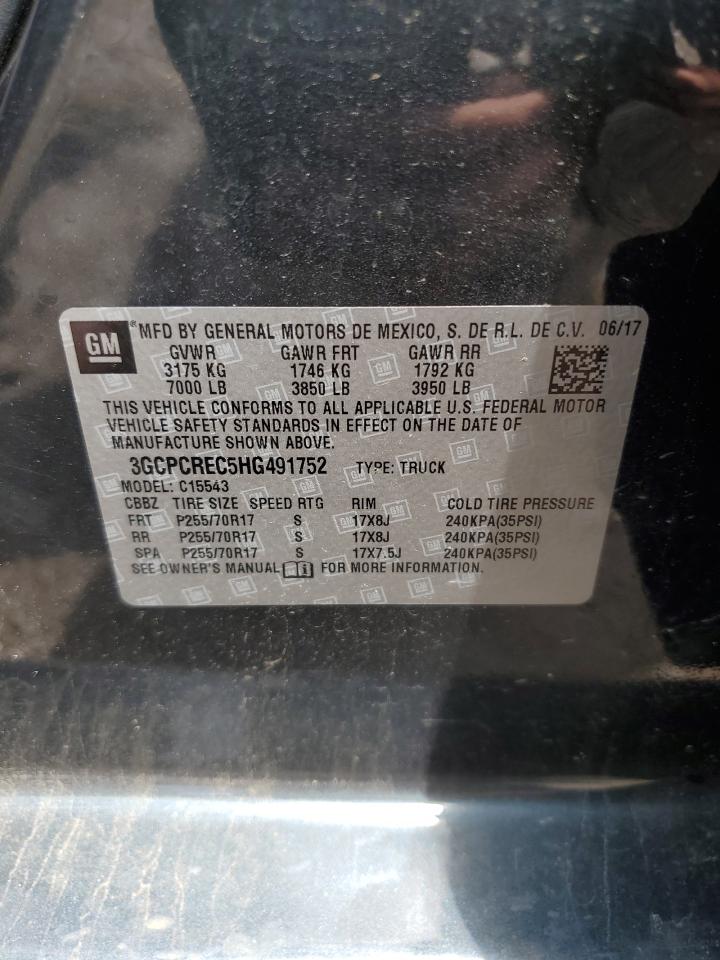 GM ® MFD BY GENERAL MOTORS DE MEXICO, S. DE R.L. DE C.V. 06/17
GVWR GAWR FRT GAWR RR
3175 KG 1746 KG 1792 KG
7000 LB 3850 LB 3950 LB
THIS VEHICLE CONFORMS TO ALL APPLICABLE U.S. FEDERAL MOTOR
VEHICLE SAFETY STANDARDS IN EFFECT ON THE DATE OF
MANUFACTURE SHOWN ABOVE.
3GCPCREC5HG491752 TYPE: TRUCK
MODEL: C15543
CBBZ TIRE SIZE SPEED RTG RIM COLD TIRE PRESSURE
FRT P255/70R17 S 17X8J 240KPA(35PSI)
RR P255/70R17 S 17X8J 240KPA(35PSI)
SPA P255/70R17 S 17X7.5J 240KPA(35PSI)
SEE OWNER'S MANUAL FOR MORE INFORMATION.